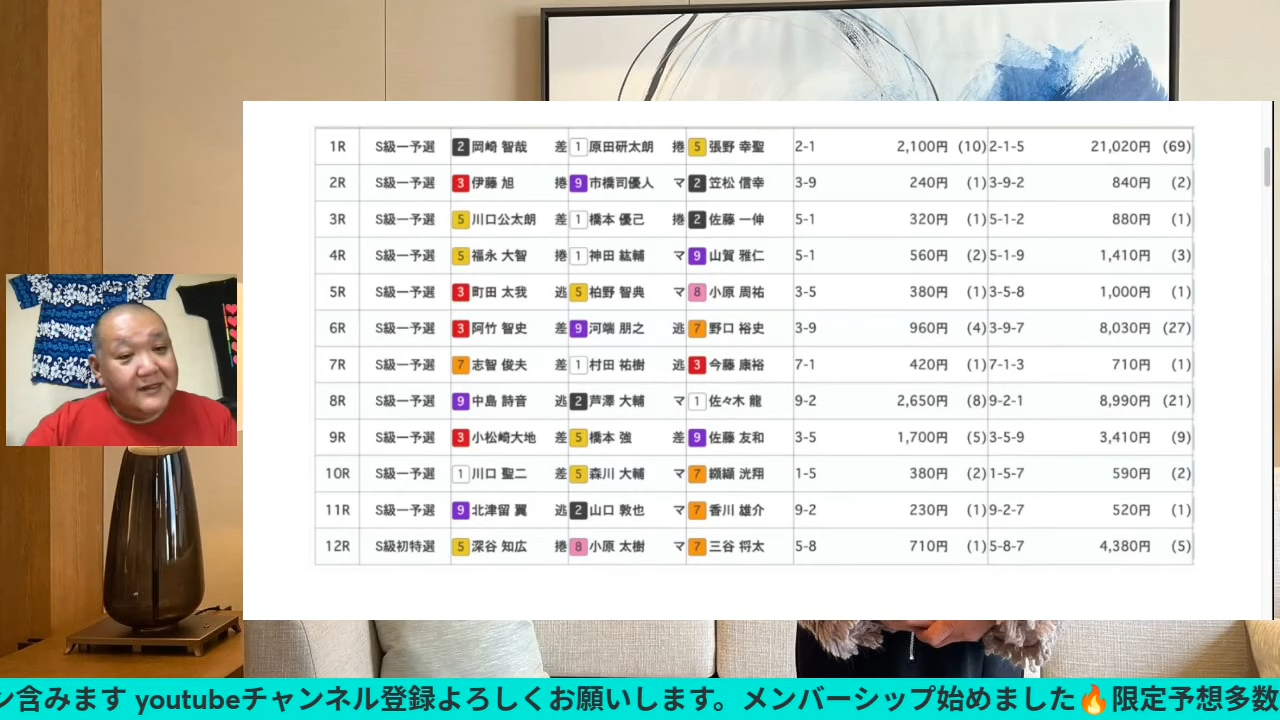 1R S級一予選 2 岡崎 智哉 差 1 原田研太朗 捲 5 張野 幸聖 2-1 2,100円 (10) 2-1-5 21,020円 (69)
2R S級一予選 3 伊藤 旭 捲 9 市橋司優人 マ 2 笠松 信幸 3-9 240円 (1) 3-9-2 840円 (2)
3R S級一予選 5 川口公太朗 差 1 橋本 優己 捲 2 佐藤 一伸 5-1 320円 (1) 5-1-2 880円 (1)
4R S級一予選 5 福永 大智 捲 1 神田 紘輔 マ 9 山賀 雅仁 5-1 560円 (2) 5-1-9 1,410円 (3)
5R S級一予選 3 町田 太我 逃 5 柏野 智典 マ 8 小原 周祐 3-5 380円 (1) 3-5-8 1,000円 (1)
6R S級一予選 3 阿竹 智史 差 9 河端 朋之 逃 7 野口 裕史 3-9 960円 (4) 3-9-7 8,030円 (27)
7R S級一予選 7 志智 俊夫 差 1 村田 祐樹 逃 3 今藤 康裕 7-1 420円 (1) 7-1-3 710円 (1)
8R S級一予選 9 中島 詩音 逃 2 芦澤 大輔 マ 1 佐々木 龍 9-2 2,650円 (8) 9-2-1 8,990円 (21)
9R S級一予選 3 小松崎大地 差 5 橋本 強 差 9 佐藤 友和 3-5 1,700円 (5) 3-5-9 3,410円 (9)
10R S級一予選 1 川口 聖二 差 5 森川 大輔 マ 7 纐纈 洸翔 1-5 380円 (2) 1-5-7 590円 (2)
11R S級一予選 9 北津留 翼 逃 2 山口 敦也 マ 7 香川 雄介 9-2 230円 (1) 9-2-7 520円 (1)
12R S級初特選 5 深谷 知広 捲 8 小原 太樹 マ 7 三谷 将太 5-8 710円 (1) 5-8-7 4,380円 (5)
ン含みます youtubeチャンネル登録よろしくお願いします。メンバーシップ始めました🔥限定予想多数